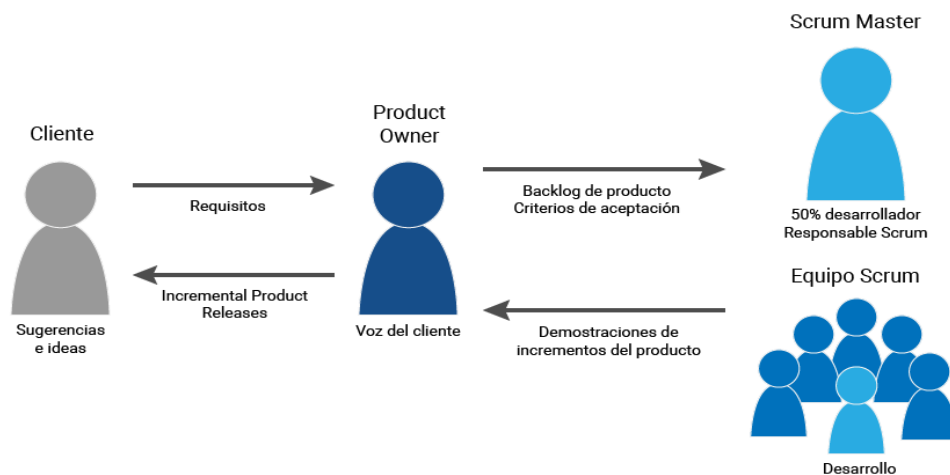 Scrum Master
Product
Owner
Cliente
Requisitos
Backlog de producto
Criterios de aceptación
50% desarrollador
Responsable Scrum
Equipo Scrum
Incremental Product
Releases
Sugerencias
e ideas
Voz del cliente
Demostraciones de
incrementos del producto
Desarrollo